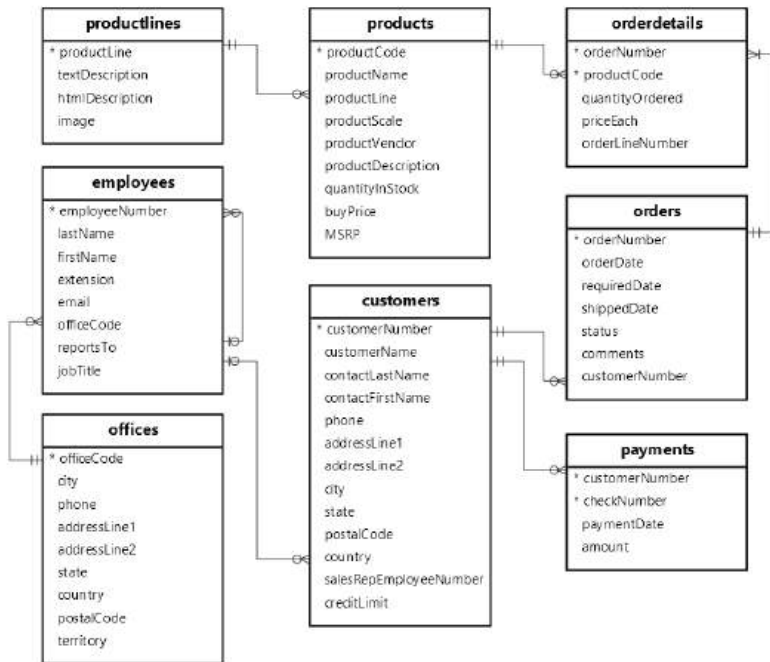 productlines
* productLine
textDescription
htmlDescription
image
products
* productCode
productName
productLine
productScale
productVendor
productDescription
quantityInStock
buyPrice
MSRP
orderdetails
* orderNumber
* productCode
quantityOrdered
priceEach
orderLineNumber
employees
* employeeNumber
lastName
firstName
extension
email
officeCode
reportsTo
jobTitle
customers
* customerNumber
customerName
contactLastName
contactFirstName
phone
addressLine1
addressLine2
city
state
postalCode
country
salesRepEmployeeNumber
creditLimit
orders
* orderNumber
orderDate
requiredDate
shippedDate
status
comments
customerNumber
offices
* officeCode
city
phone
addressLine1
addressLine2
state
country
postalCode
territory
payments
* customerNumber
* checkNumber
paymentDate
amount